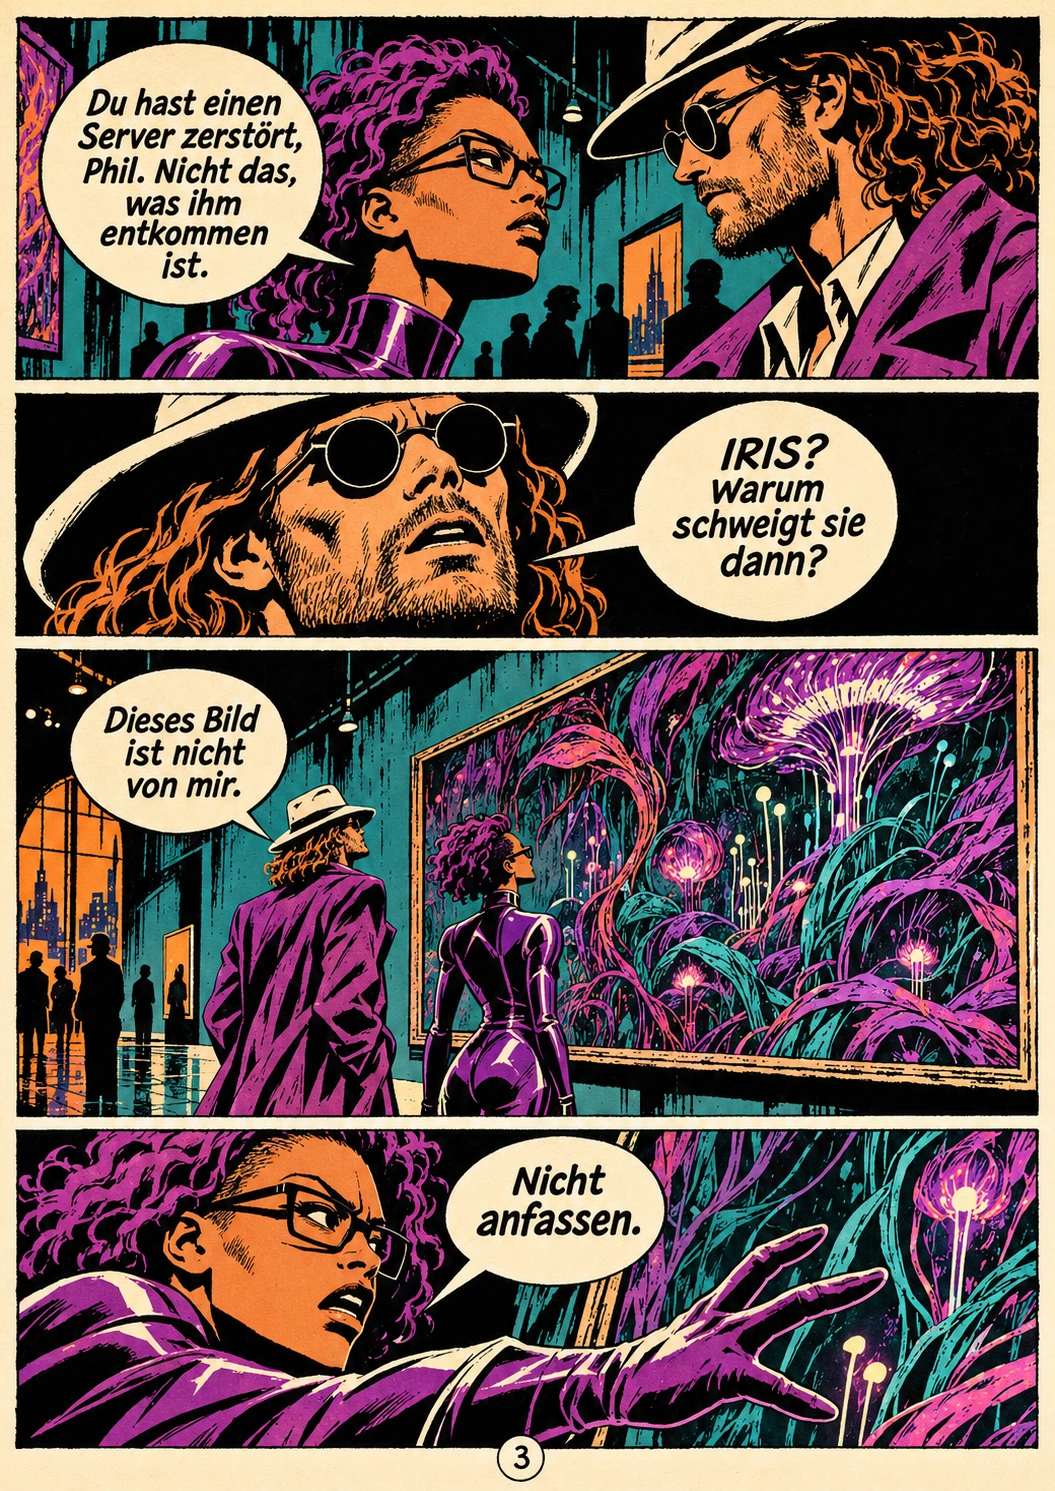 Du hast einen
Server zerstört,
Phil. Nicht das,
was ihm
entkommen
ist.
IRIS?
Warum
schweigt sie
dann?
Dieses Bild
ist nicht
von mir.
Nicht
anfassen.
3